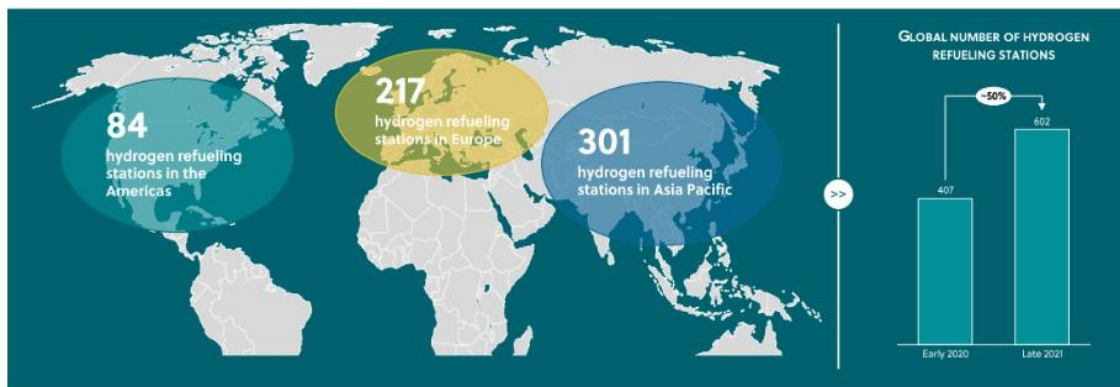 84
hydrogen refueling
stations in the
Americas
217
hydrogen refueling
stations in Europe
301
hydrogen refueling
stations in Asia Pacific
>>
GLOBAL NUMBER OF HYDROGEN
REFUELING STATIONS
~50%
602
407
Early 2020
Late 2021